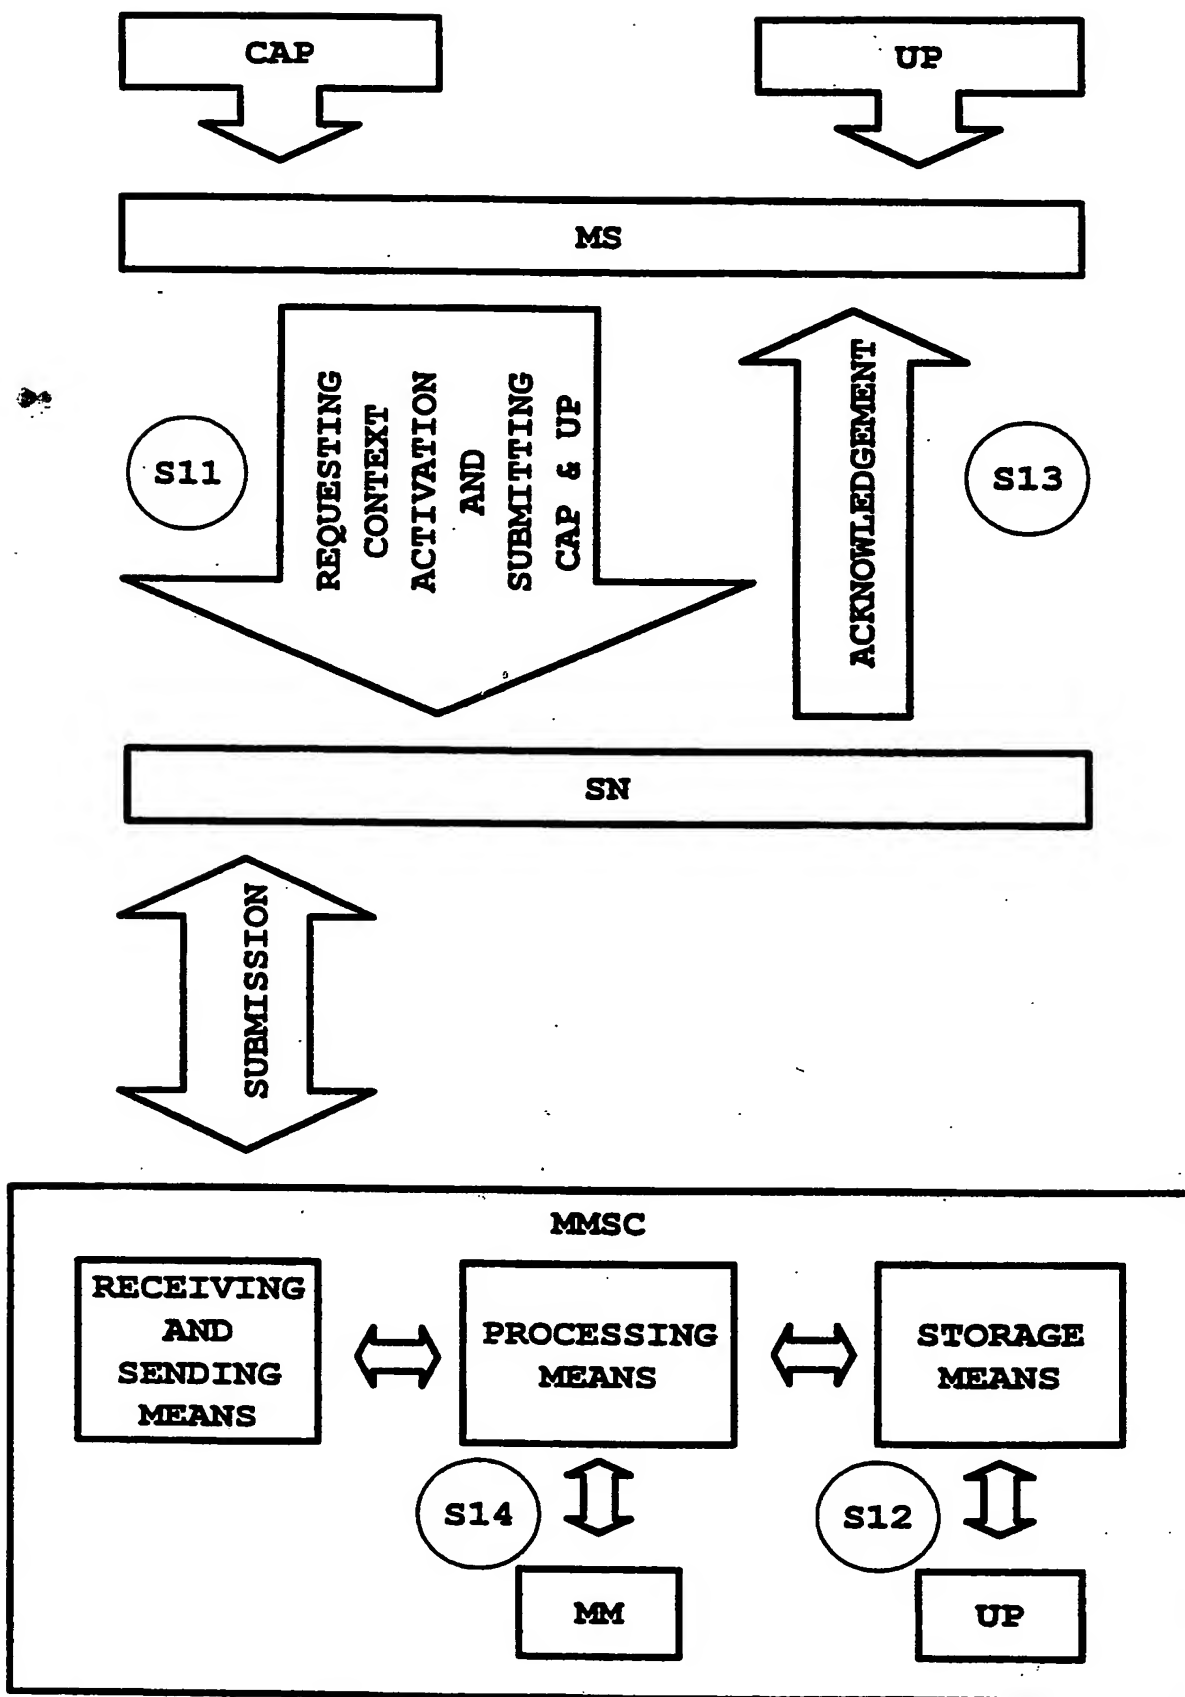 CAP
UP
MS
S11
REQUESTING
CONTEXT
ACTIVATION
AND
SUBMITTING
CAP & UP
ACKNOWLEDGEMENT
S13
SN
SUBMISSION
MMSC
RECEIVING
AND
SENDING
MEANS
PROCESSING
MEANS
STORAGE
MEANS
S14
S12
MM
UP